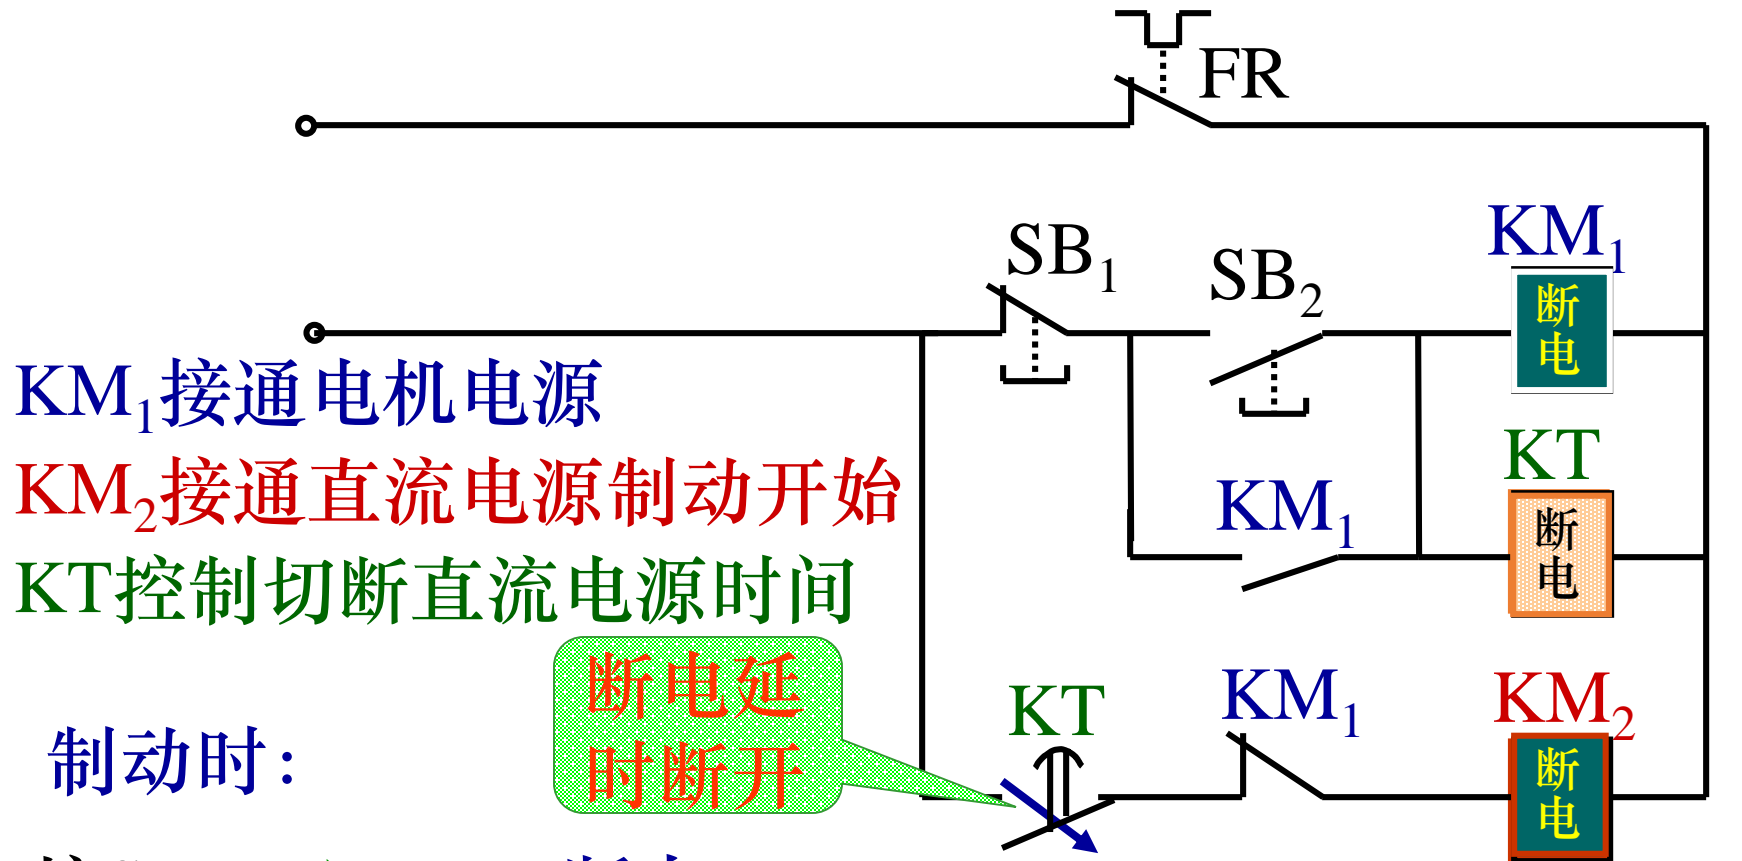 FR
KM₁
SB₁
SB₂
断电
KM₁接通电机电源
KT
KM₂接通直流电源制动开始
KM₁
断电
KT控制切断直流电源时间
断电延
时断开
KT
KM₁
KM₂
制动时：
断电